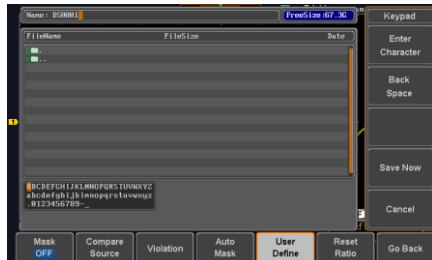 Name: DS0001
FreeSize:67.3G
Keypad
FileName FileSize Date
.
..
Enter
Character
Back
Space
Save Now
Cancel
ABCDEFGHIJKLMNOPQRSTUVWXYZ
abcdefghijklmnopqrstuvwxyz
.0123456789-_
Mask
OFF
Compare
Source
Violation
Auto
Mask
User
Define
Reset
Ratio
Go Back